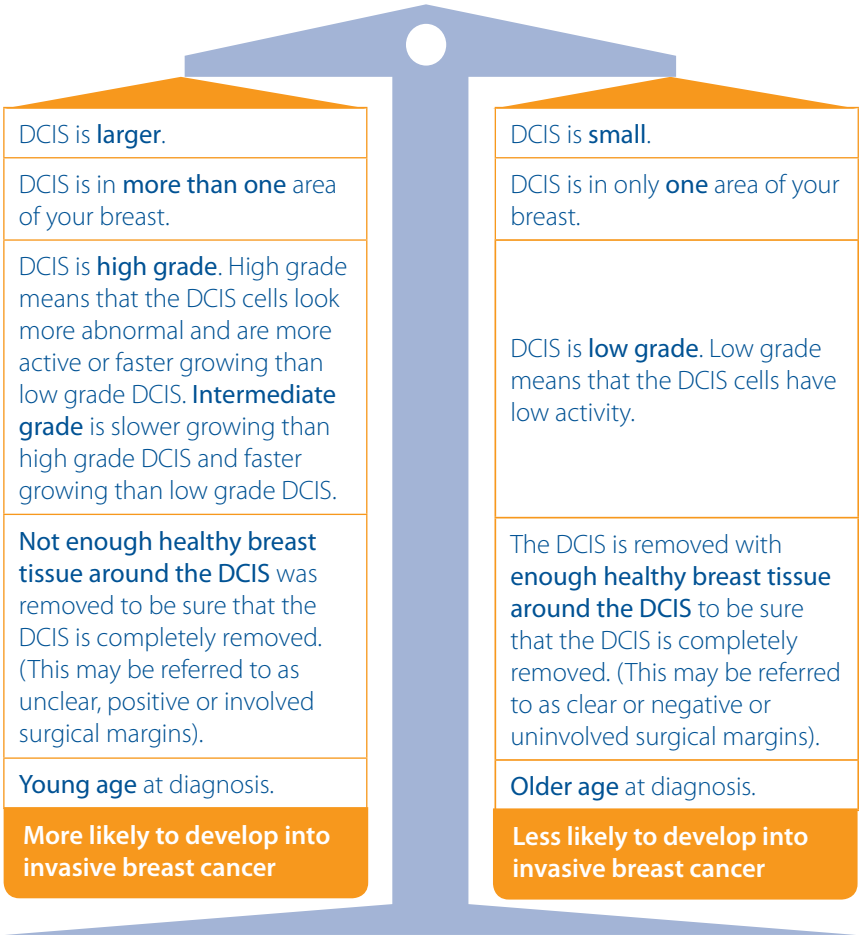 DCIS is larger.
DCIS is in more than one area
of your breast.
DCIS is high grade. High grade
means that the DCIS cells look
more abnormal and are more
active or faster growing than
low grade DCIS. Intermediate
grade is slower growing than
high grade DCIS and faster
growing than low grade DCIS.
Not enough healthy breast
tissue around the DCIS was
removed to be sure that the
DCIS is completely removed.
(This may be referred to as
unclear, positive or involved
surgical margins).
Young age at diagnosis.
More likely to develop into
invasive breast cancer
DCIS is small.
DCIS is in only one area of your
breast.
DCIS is low grade. Low grade
means that the DCIS cells have
low activity.
The DCIS is removed with
enough healthy breast tissue
around the DCIS to be sure
that the DCIS is completely
removed. (This may be referred
to as clear or negative or
uninvolved surgical margins).
Older age at diagnosis.
Less likely to develop into
invasive breast cancer